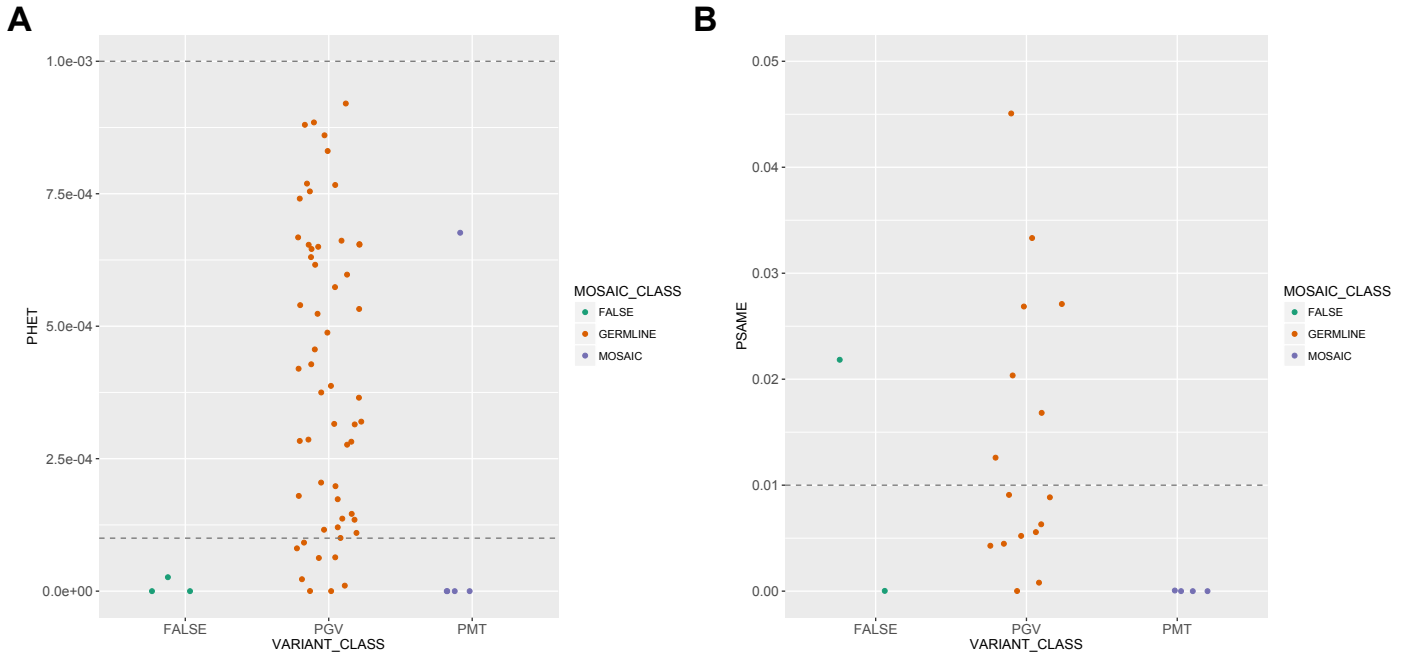 A
1.0e-03
7.5e-04
5.0e-04
2.5e-04
0.0e+00
PHET
FALSE
PGV
PMT
VARIANT_CLASS
MOSAIC_CLASS
FALSE
GERMLINE
MOSAIC
B
0.05
0.04
0.03
0.02
0.01
0.00
PSAME
FALSE
PGV
PMT
VARIANT_CLASS
MOSAIC_CLASS
FALSE
GERMLINE
MOSAIC